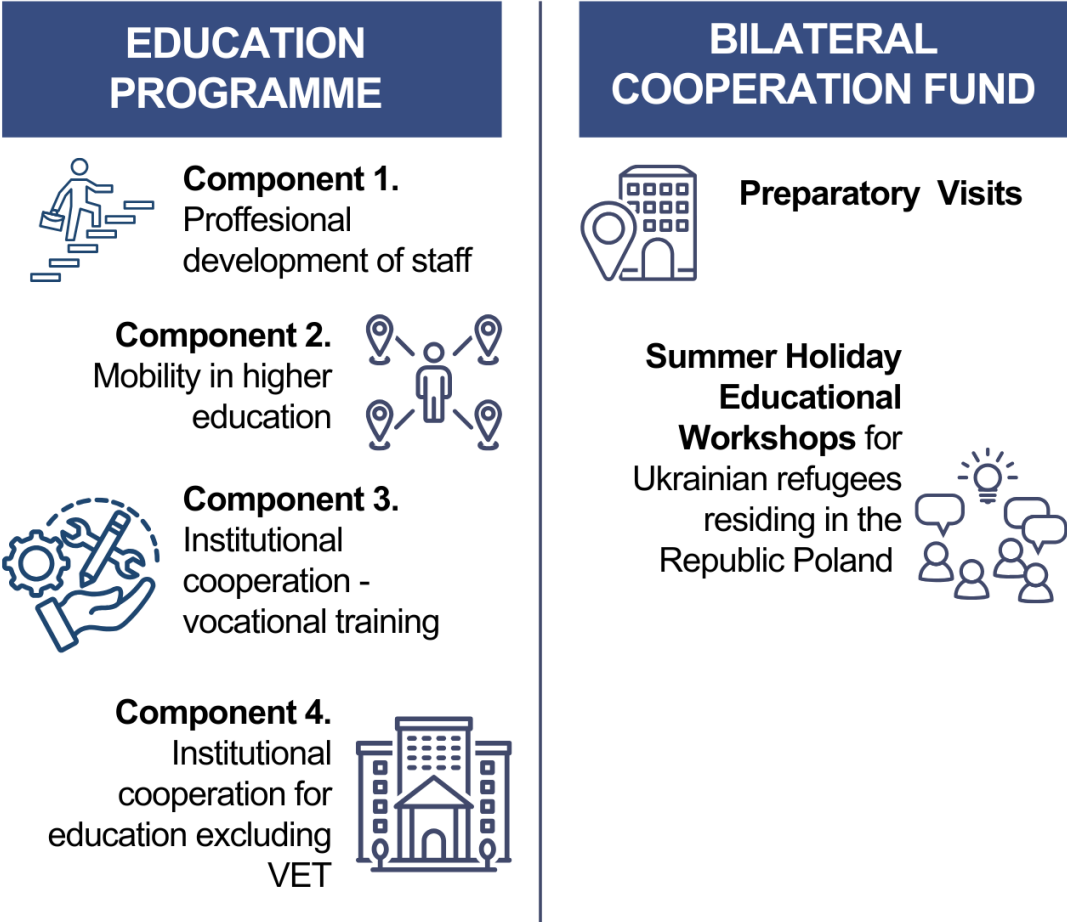 EDUCATION
PROGRAMME
Component 1.
Proffesional
development of staff
Component 2.
Mobility in higher
education
Component 3.
Institutional
cooperation -
vocational training
Component 4.
Institutional
cooperation for
education excluding
VET
BILATERAL
COOPERATION FUND
Preparatory Visits
Summer Holiday
Educational
Workshops for
Ukrainian refugees
residing in the
Republic Poland